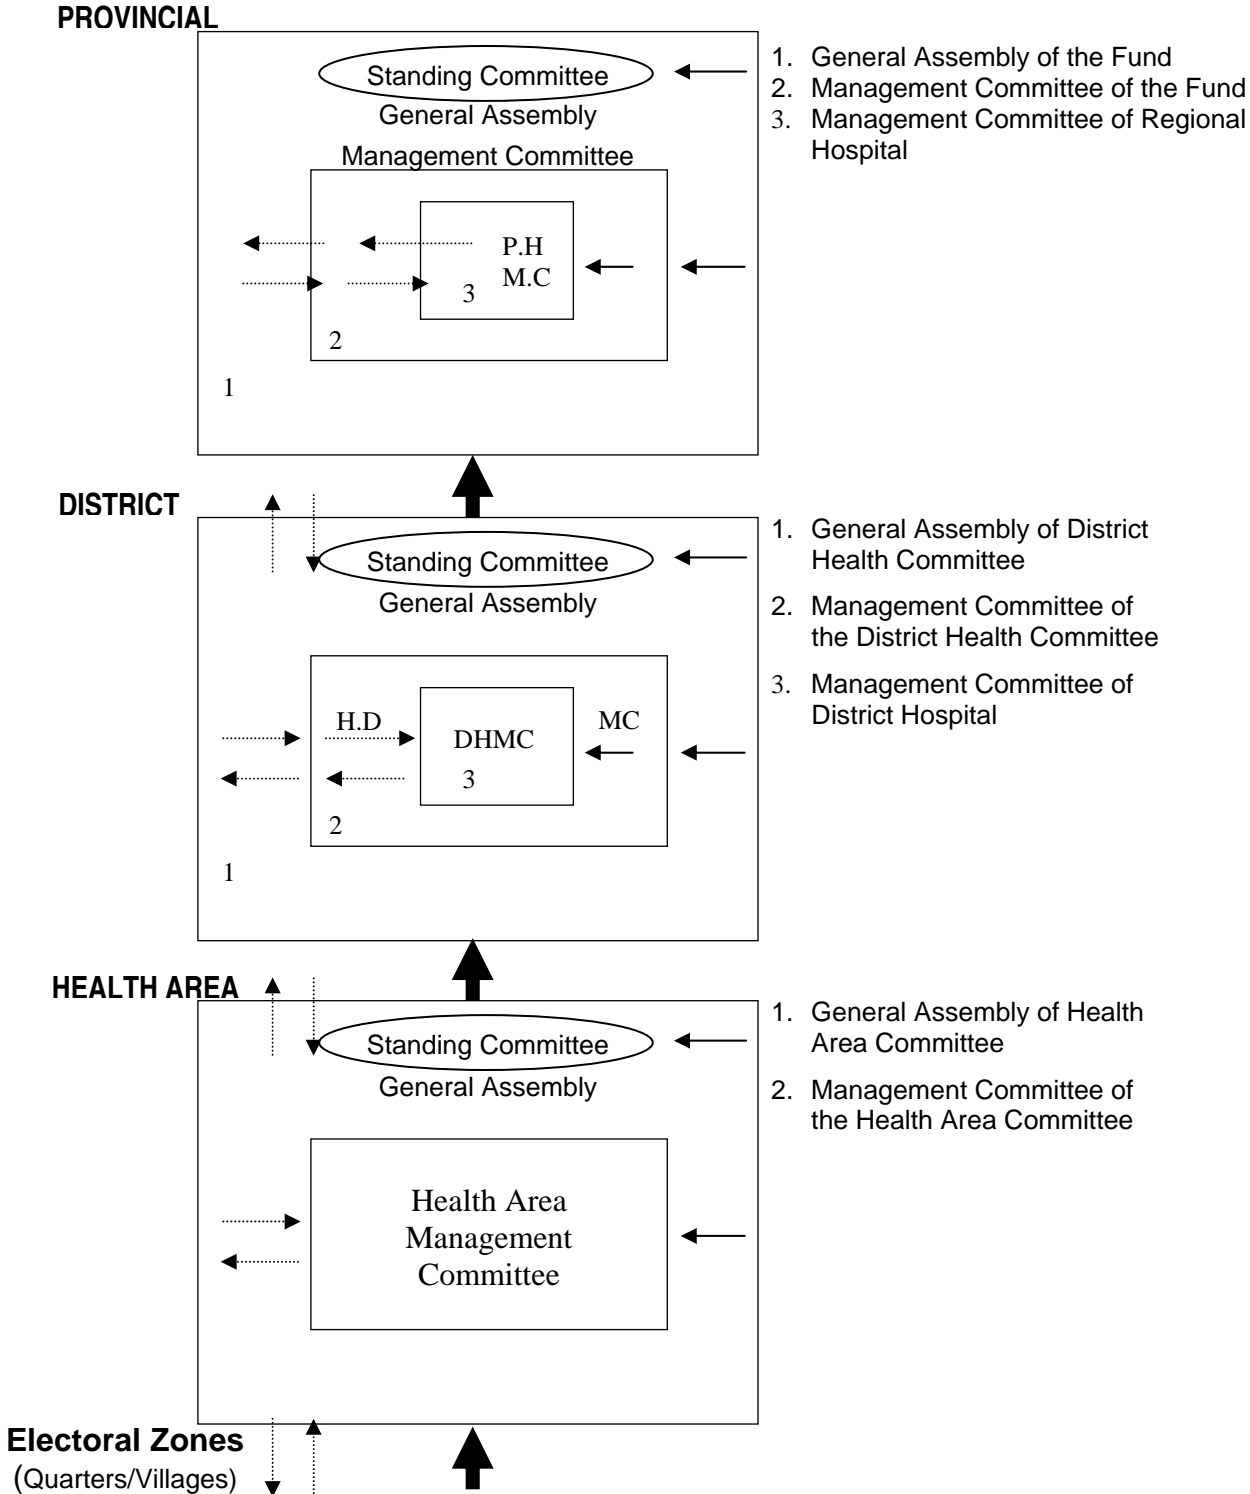 PROVINCIAL
Standing Committee
General Assembly
Management Committee
P.H
M.C
3
2
1
1. General Assembly of the Fund
2. Management Committee of the Fund
3. Management Committee of Regional
Hospital
DISTRICT
Standing Committee
General Assembly
H.D
MC
DHMC
3
2
1
1. General Assembly of District
Health Committee
2. Management Committee of
the District Health Committee
3. Management Committee of
District Hospital
HEALTH AREA
Standing Committee
General Assembly
Health Area
Management
Committee
1. General Assembly of Health
Area Committee
2. Management Committee of
the Health Area Committee
Electoral Zones
(Quarters/Villages)